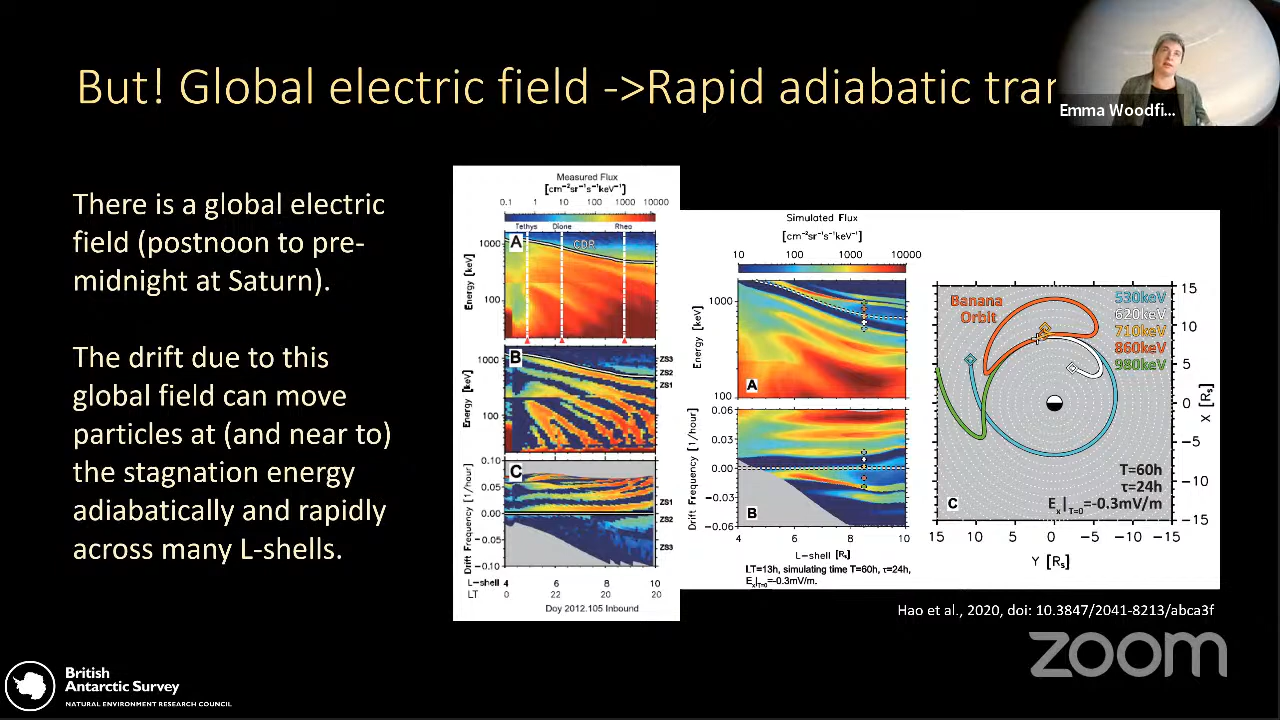 But! Global electric field ->Rapid adiabatic tran
Emma Woodfi...
There is a global electric
field (postnoon to pre-
midnight at Saturn).
The drift due to this
global field can move
particles at (and near to)
the stagnation energy
adiabatically and rapidly
across many L-shells.
Measured Flux
[cm⁻²sr⁻¹s⁻¹keV⁻¹]
0.1 1 10 100 1000 10000
Tethys Dione Rhea
A
CDR
Energy [keV]
1000
100
B
Energy [keV]
1000
100
ZS3
ZS2
ZS1
C
Drift Frequency [1/hour]
0.10
0.05
0.00
−0.05
−0.10
ZS1
ZS2
ZS3
L-shell 4 6 8 10
LT 0 22 20 20
Doy 2012.105 Inbound
Simulated Flux
[cm⁻²sr⁻¹s⁻¹keV⁻¹]
10 100 1000 10000
Energy [keV]
1000
100
A
Drift Frequency [1/hour]
0.06
0.03
0.00
−0.03
−0.06
B
4 6 8 10
L-shell [Rs]
LT=13h, simulating time T=60h, τ=24h,
Ex|T=0=-0.3mV/m.
Banana
Orbit
530keV
620keV
710keV
860keV
980keV
T=60h
τ=24h
Ex|T=0=-0.3mV/m
C
15
10
5
0
−5
−10
−15
X [Rs]
15 10 5 0 −5 −10 −15
Y [Rs]
Hao et al., 2020, doi: 10.3847/2041-8213/abca3f
zoom
British
Antarctic Survey
NATURAL ENVIRONMENT RESEARCH COUNCIL